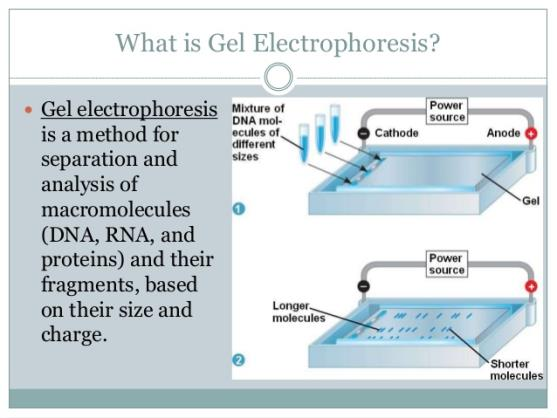 What is Gel Electrophoresis?
• Gel electrophoresis
is a method for
separation and
analysis of
macromolecules
(DNA, RNA, and
proteins) and their
fragments, based
on their size and
charge.
Mixture of
DNA mol-
ecules of
different
sizes
Power
source
− Cathode
Anode +
Gel
1
Power
source
−
+
Longer
molecules
Shorter
molecules
2